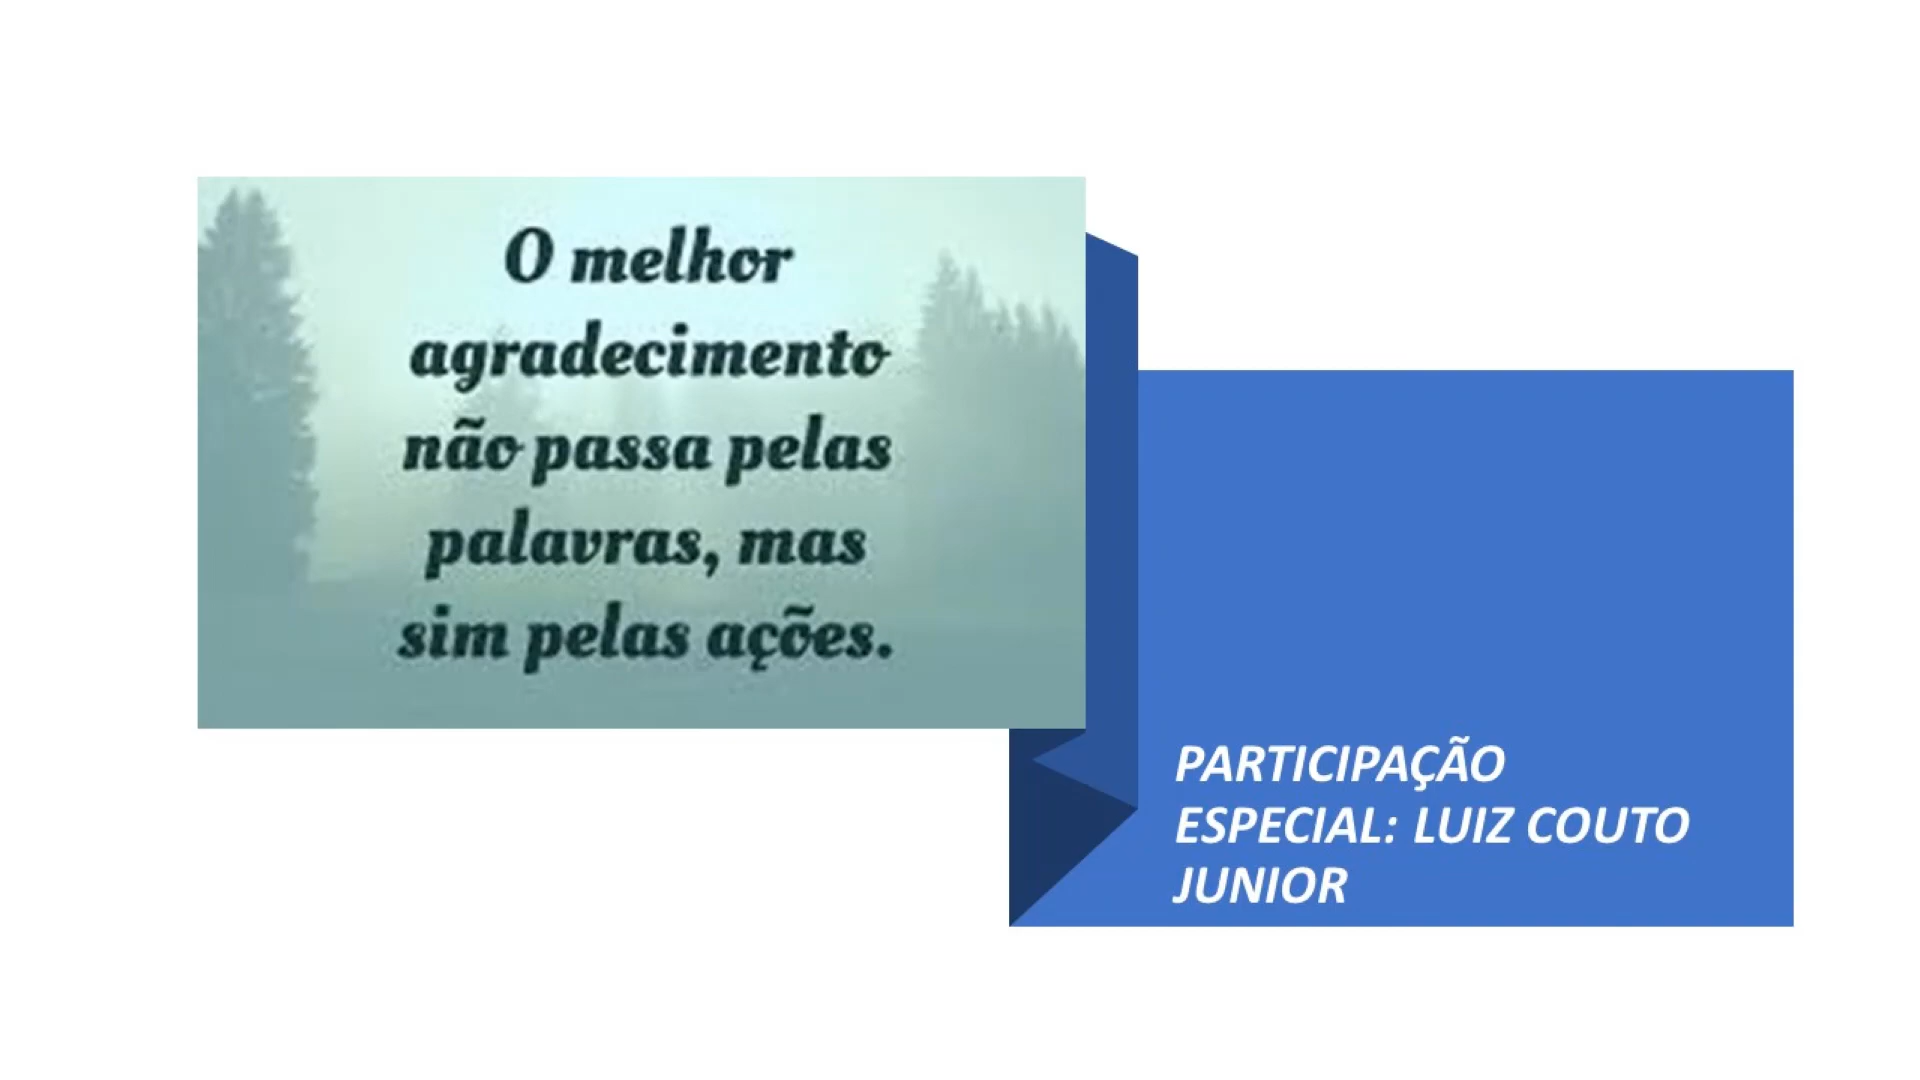 O melhor
agradecimento
não passa pelas
palavras, mas
sim pelas ações.
PARTICIPAÇÃO
ESPECIAL: LUIZ COUTO
JUNIOR